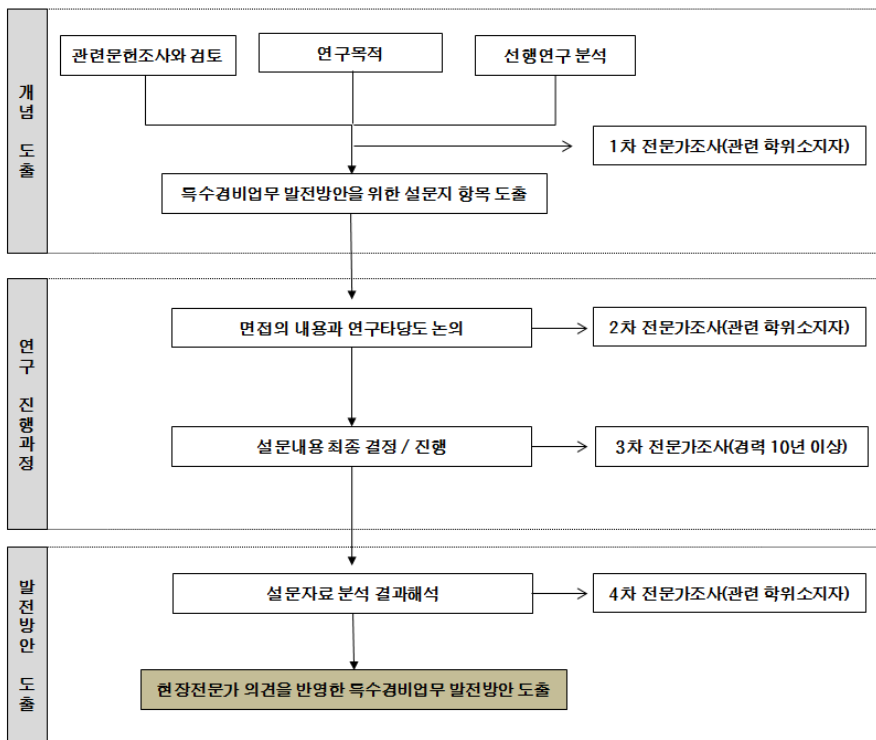 개념 도출
관련문헌조사와 검토
연구목적
선행연구 분석
1차 전문가조사(관련 학위소지자)
특수경비업무 발전방안을 위한 설문지 항목 도출
연구 진행과정
면접의 내용과 연구타당도 논의
2차 전문가조사(관련 학위소지자)
설문내용 최종 결정 / 진행
3차 전문가조사(경력 10년 이상)
발전방안 도출
설문자료 분석 결과해석
4차 전문가조사(관련 학위소지자)
현장전문가 의견을 반영한 특수경비업무 발전방안 도출